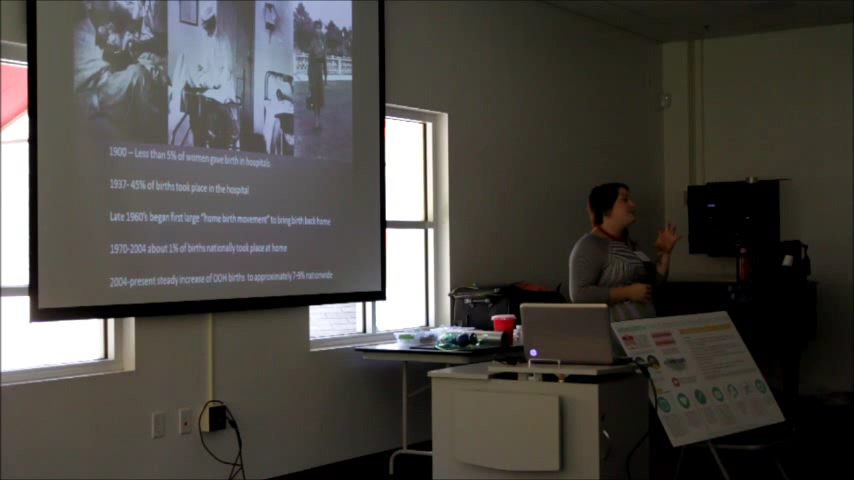 1900 – Less than 5% of women gave birth in hospitals
1937- 45% of births took place in the hospital
Late 1960's began first large "home birth movement" to bring birth back home
1970-2004 about 1% of births nationally took place at home
2004-present steady increase of OOH births to approximately 7-9% nationwide